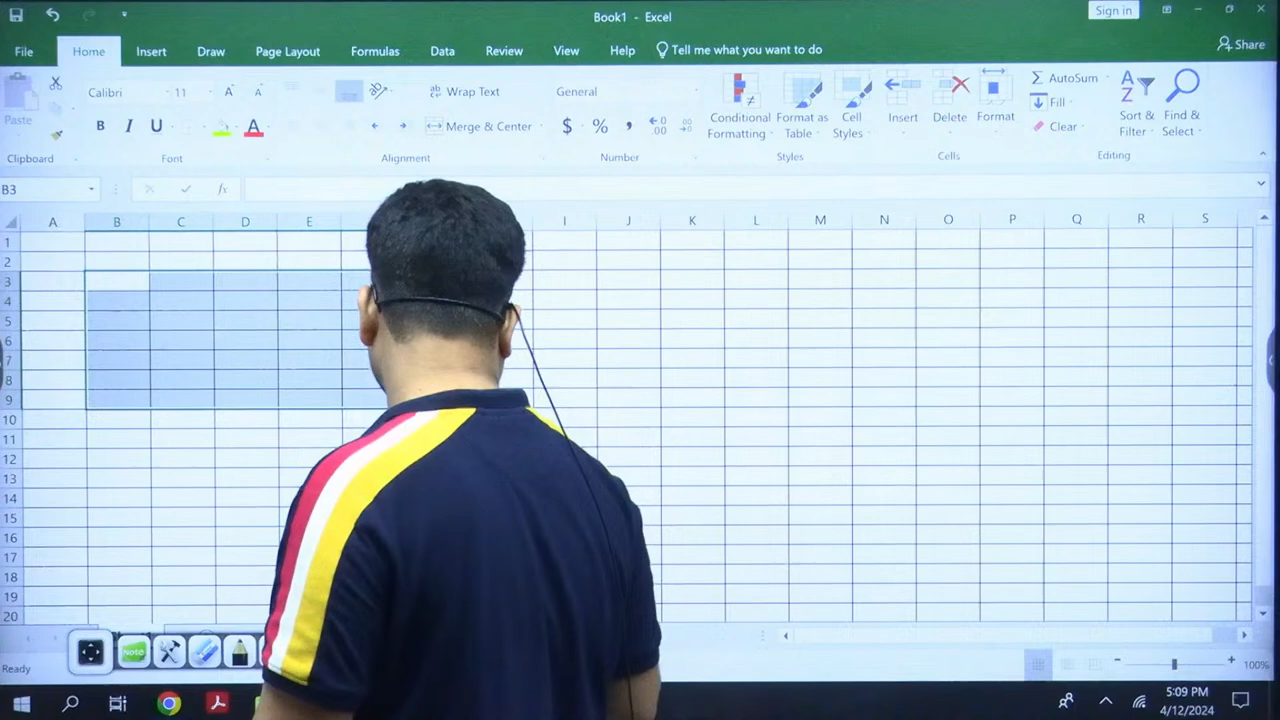 Book1 - Excel
Sign in
File Home Insert Draw Page Layout Formulas Data Review View Help Tell me what you want to do
Share
Calibri 11 Wrap Text General Σ AutoSum
Paste Conditional Format as Cell Insert Delete Format Fill Sort & Find &
B I U A Merge & Center $ % , Formatting Table Styles Clear Filter Select
Clipboard Font Alignment Number Styles Cells Editing
B3 fx
A B C D E I J K L M N O P Q R S
1
2
3
4
5
6
7
8
9
10
11
12
13
14
15
16
17
18
19
20
Note
Ready 100%
5:09 PM
4/12/2024